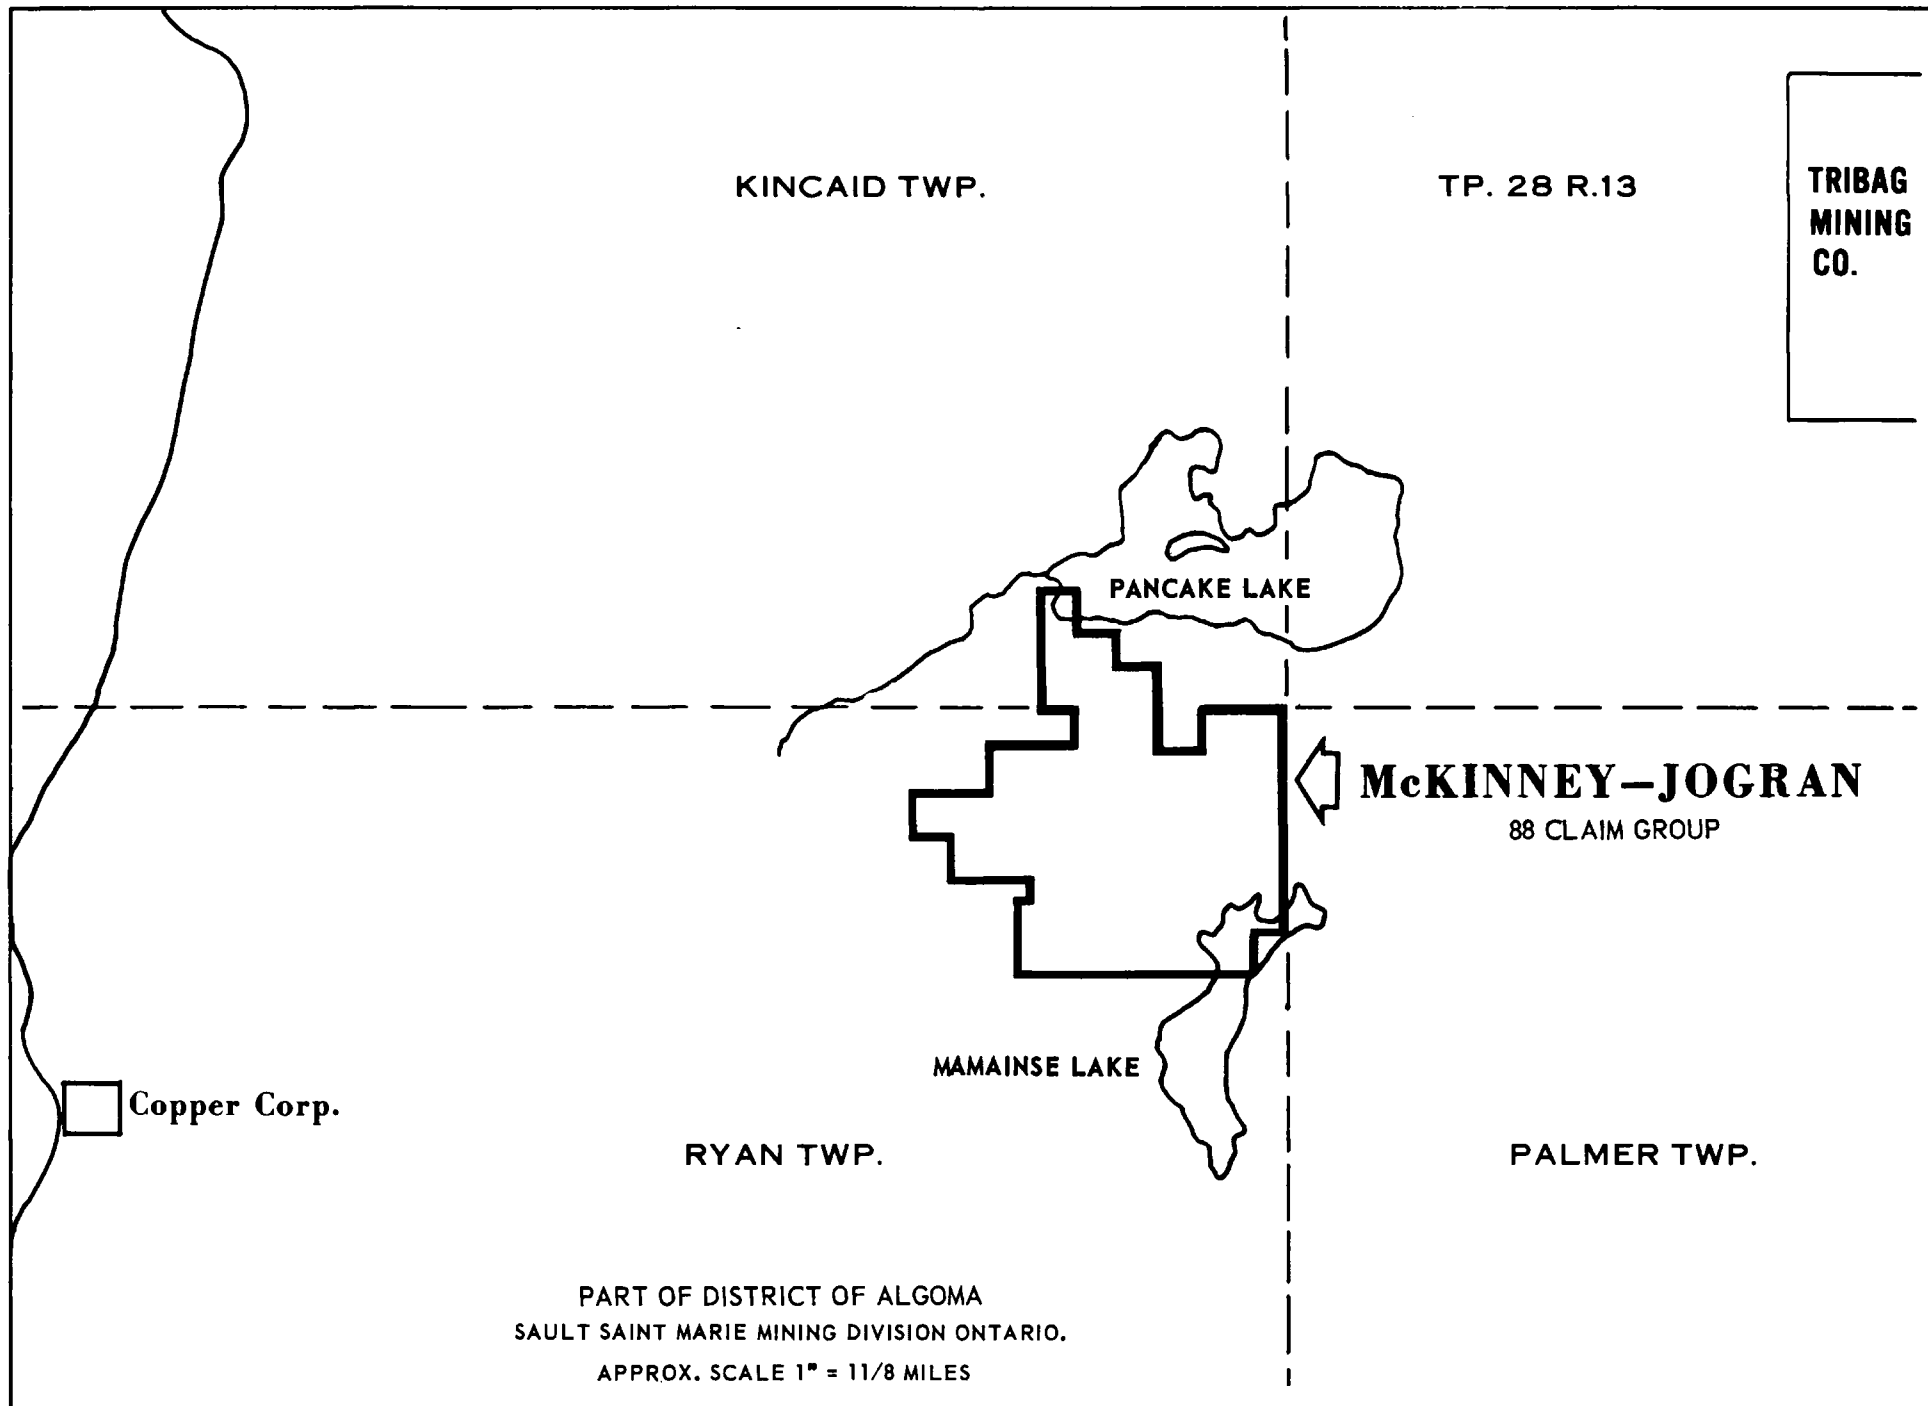 KINCAID TWP.
TP. 28 R.13
TRIBAG
MINING
CO.
PANCAKE LAKE
McKINNEY–JOGRAN
88 CLAIM GROUP
MAMAINSE LAKE
Copper Corp.
RYAN TWP.
PALMER TWP.
PART OF DISTRICT OF ALGOMA
SAULT SAINT MARIE MINING DIVISION ONTARIO.
APPROX. SCALE 1" = 11/8 MILES